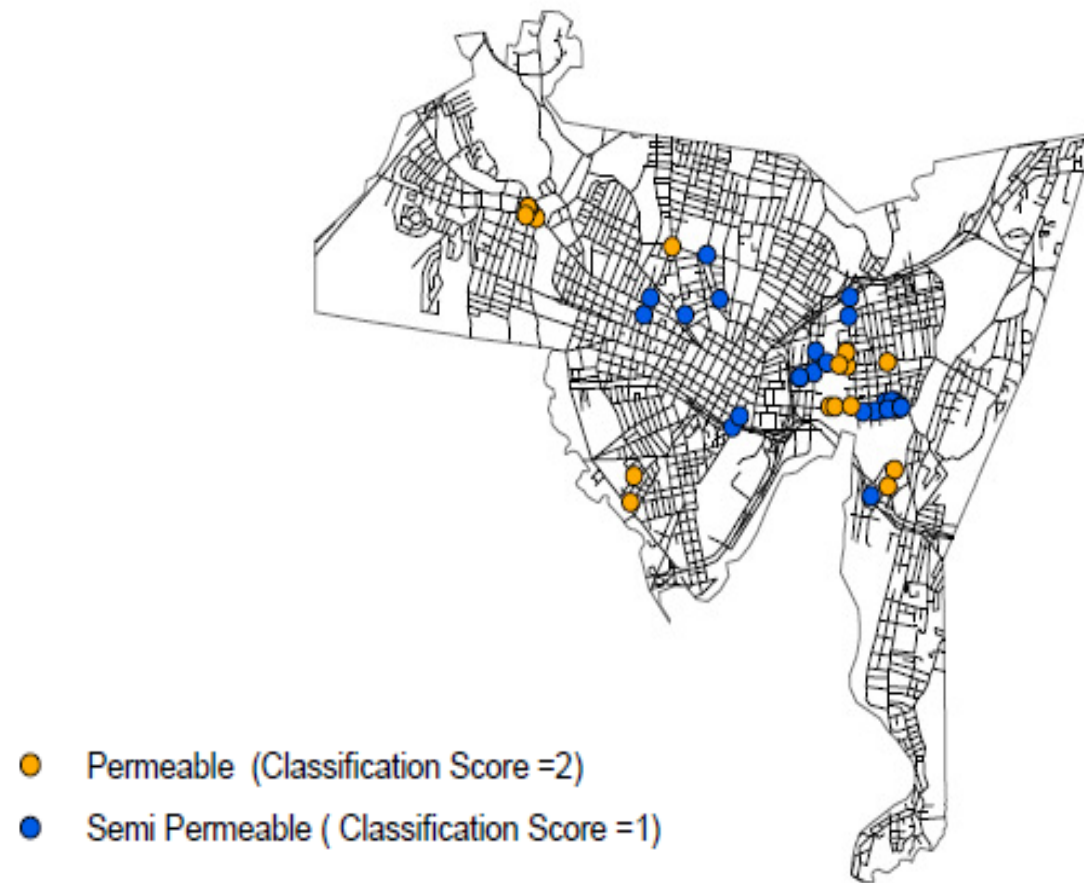 Permeable  (Classification Score =2)
Semi Permeable ( Classification Score =1)